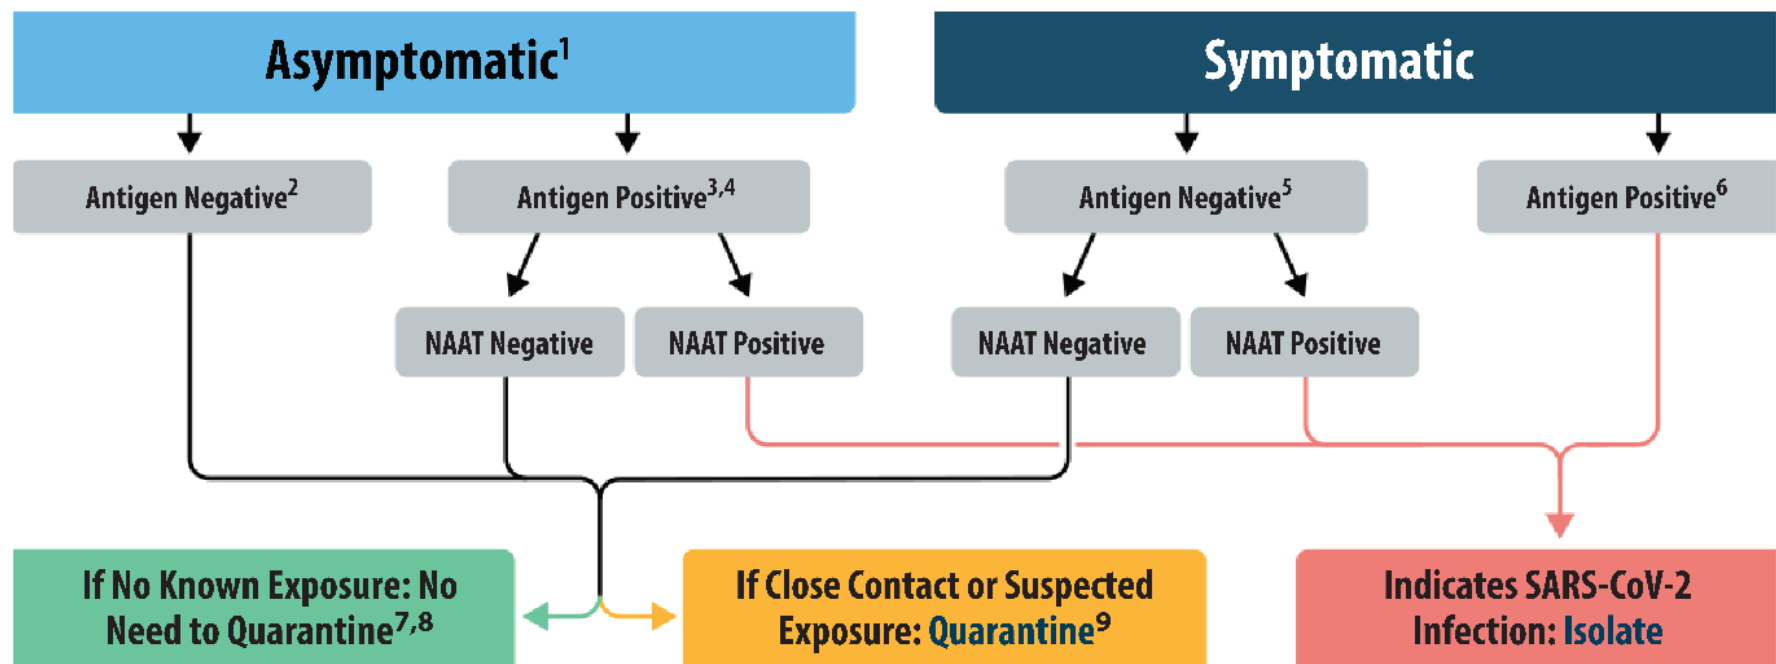 Asymptomatic¹
Symptomatic
Antigen Negative²
Antigen Positive³,⁴
Antigen Negative⁵
Antigen Positive⁶
NAAT Negative
NAAT Positive
NAAT Negative
NAAT Positive
If No Known Exposure: No
Need to Quarantine⁷,⁸
If Close Contact or Suspected
Exposure: Quarantine⁹
Indicates SARS-CoV-2
Infection: Isolate